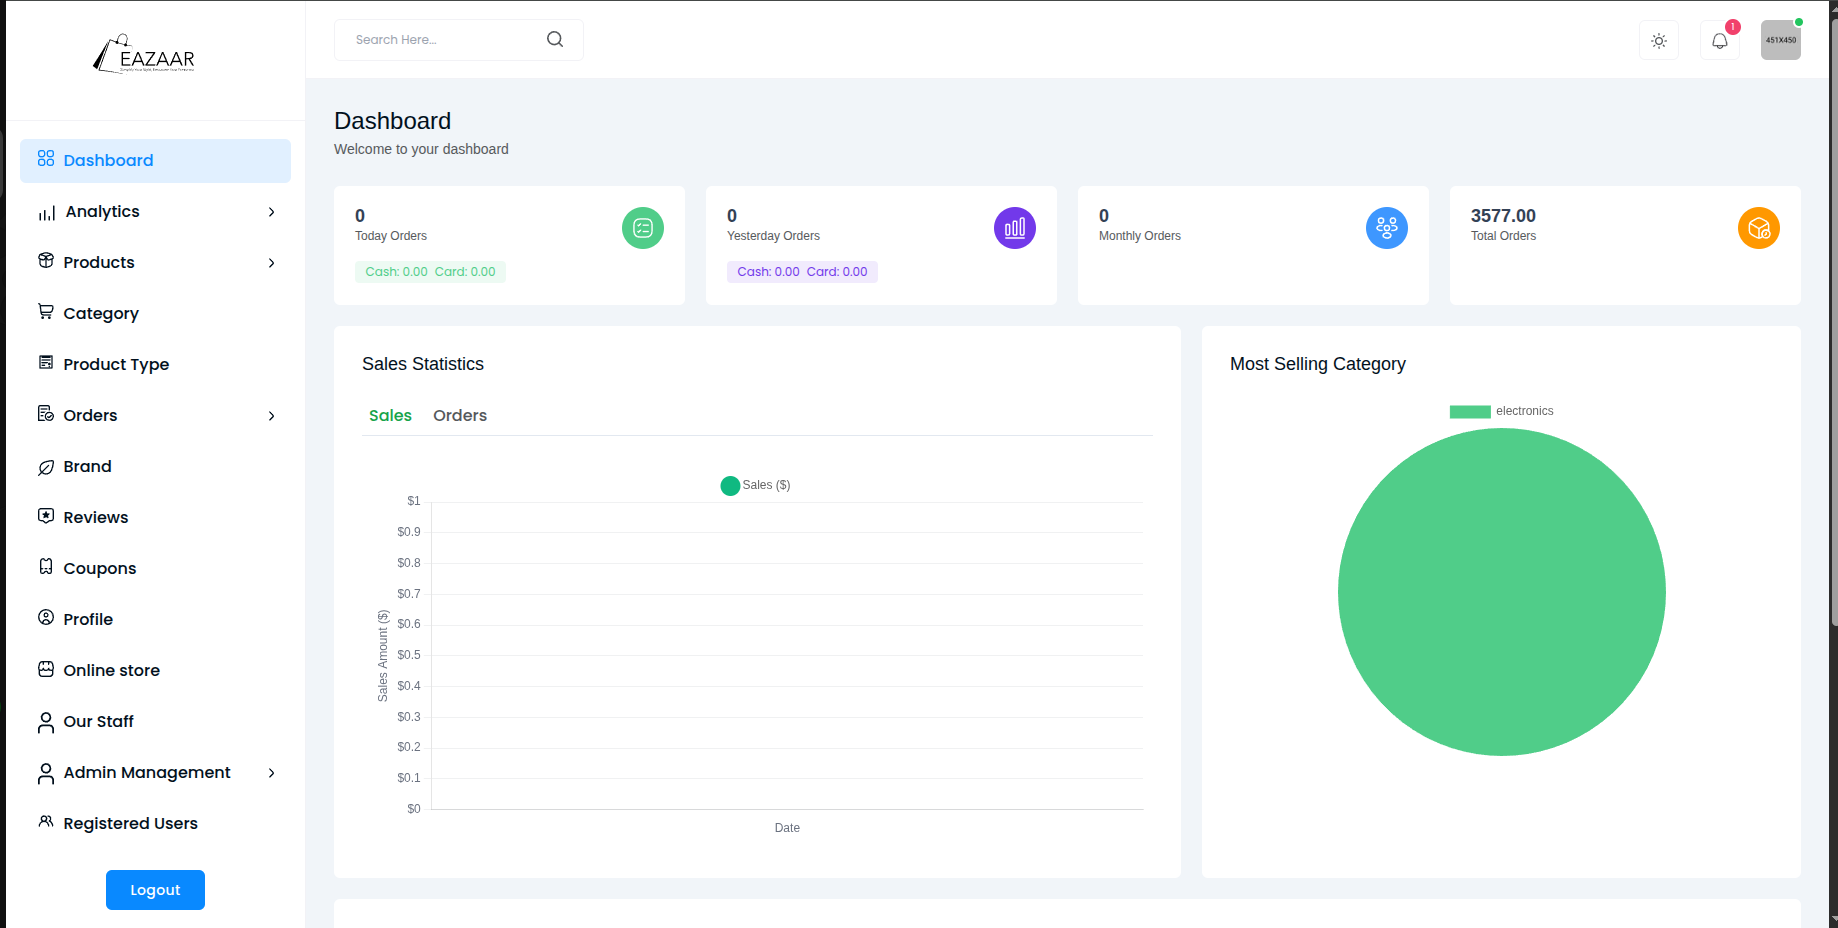 EAZAAR
Search Here...
1
451X450
Dashboard
Analytics
Products
Category
Product Type
Orders
Brand
Reviews
Coupons
Profile
Online store
Our Staff
Admin Management
Registered Users
Logout
Dashboard
Welcome to your dashboard
0
Today Orders
Cash: 0.00 Card: 0.00
0
Yesterday Orders
Cash: 0.00 Card: 0.00
0
Monthly Orders
3577.00
Total Orders
Sales Statistics
Sales Orders
Sales ($)
$1
$0.9
$0.8
$0.7
$0.6
$0.5
$0.4
$0.3
$0.2
$0.1
$0
Sales Amount ($)
Date
Most Selling Category
electronics